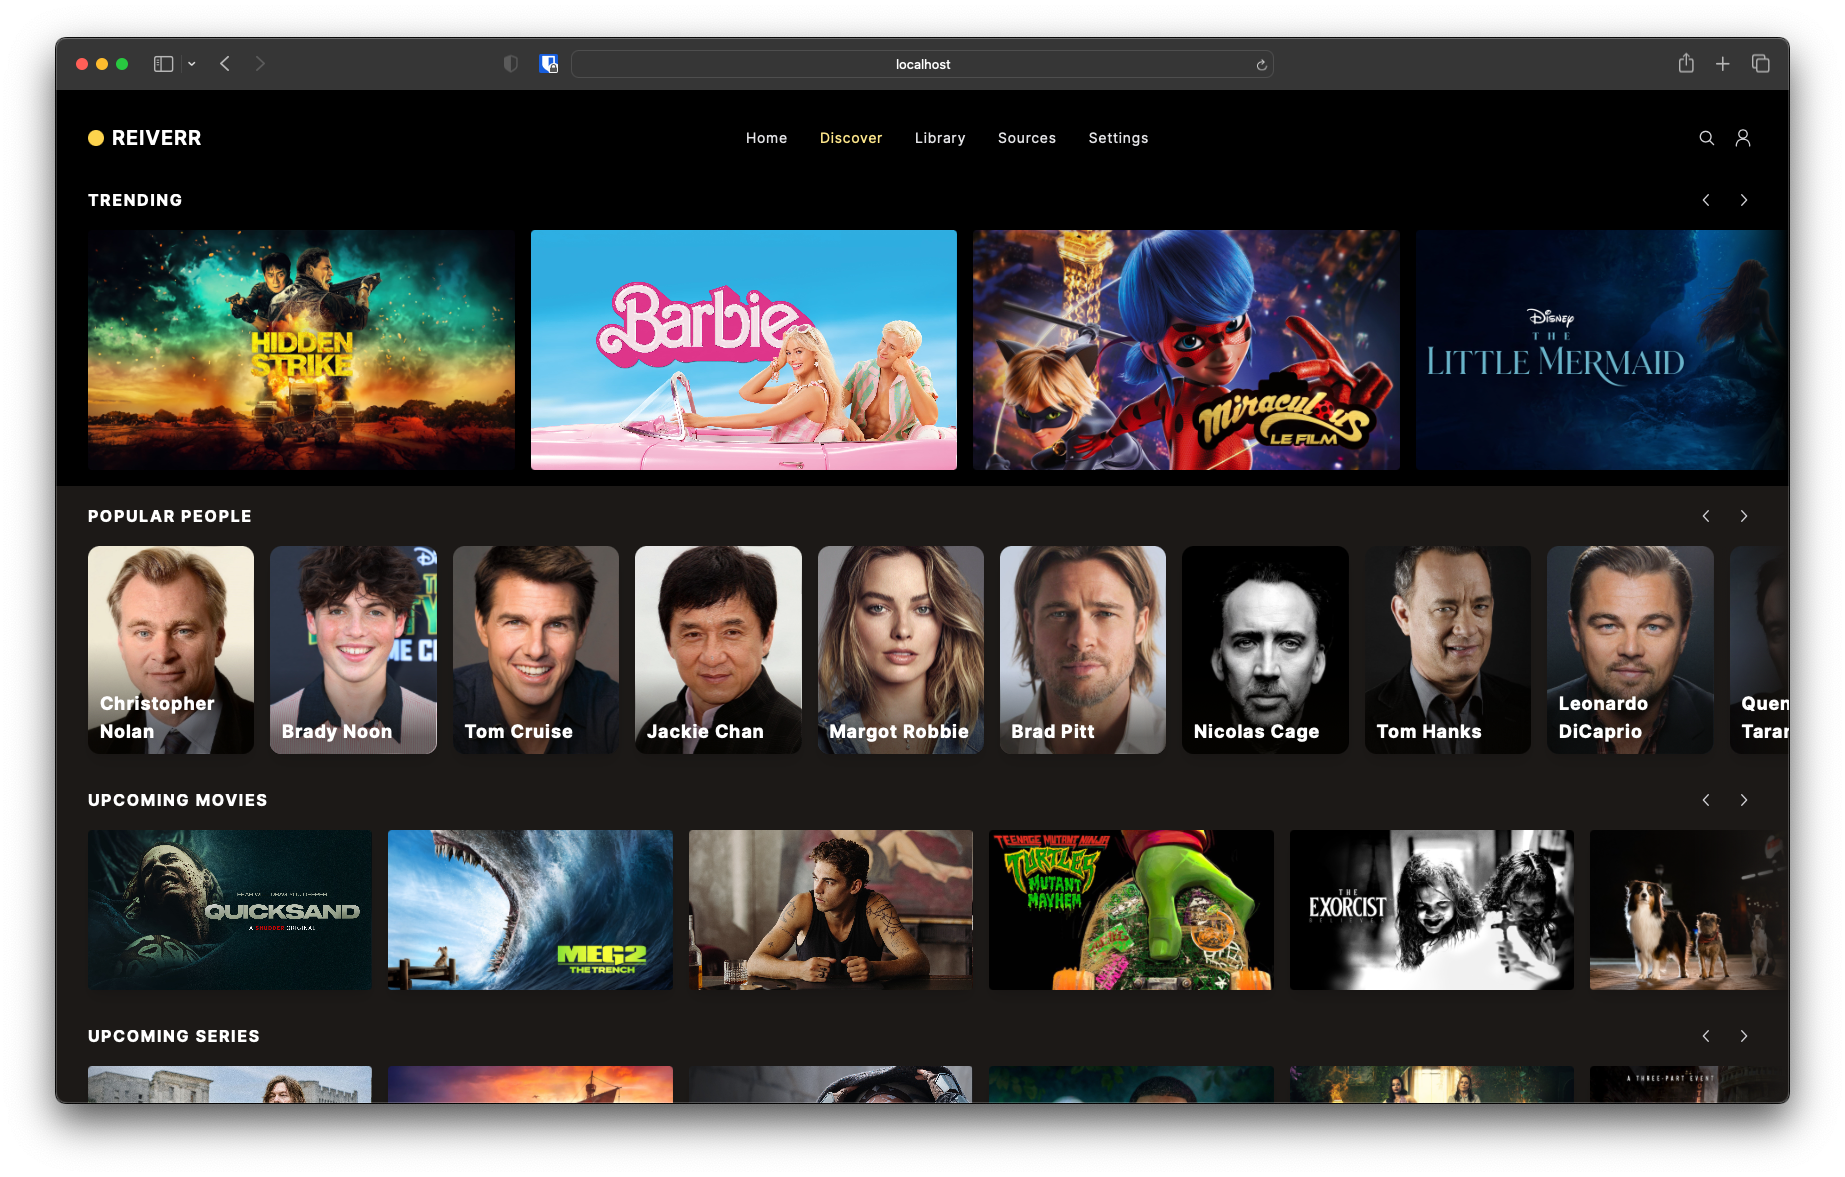 localhost
REIVERR
Home Discover Library Sources Settings
TRENDING
HIDDEN
STRIKE
Barbie
Miraculous
LE FILM
Disney
THE
LITTLE MERMAID
POPULAR PEOPLE
Christopher
Nolan
Brady Noon
Tom Cruise
Jackie Chan
Margot Robbie
Brad Pitt
Nicolas Cage
Tom Hanks
Leonardo
DiCaprio
Quen
Taran
UPCOMING MOVIES
QUICKSAND
A SHUDDER ORIGINAL
MEG2
THE TRENCH
TEENAGE MUTANT NINJA
TURTLES
MUTANT
MAYHEM
THE
EXORCIST
UPCOMING SERIES
A THREE-PART EVENT